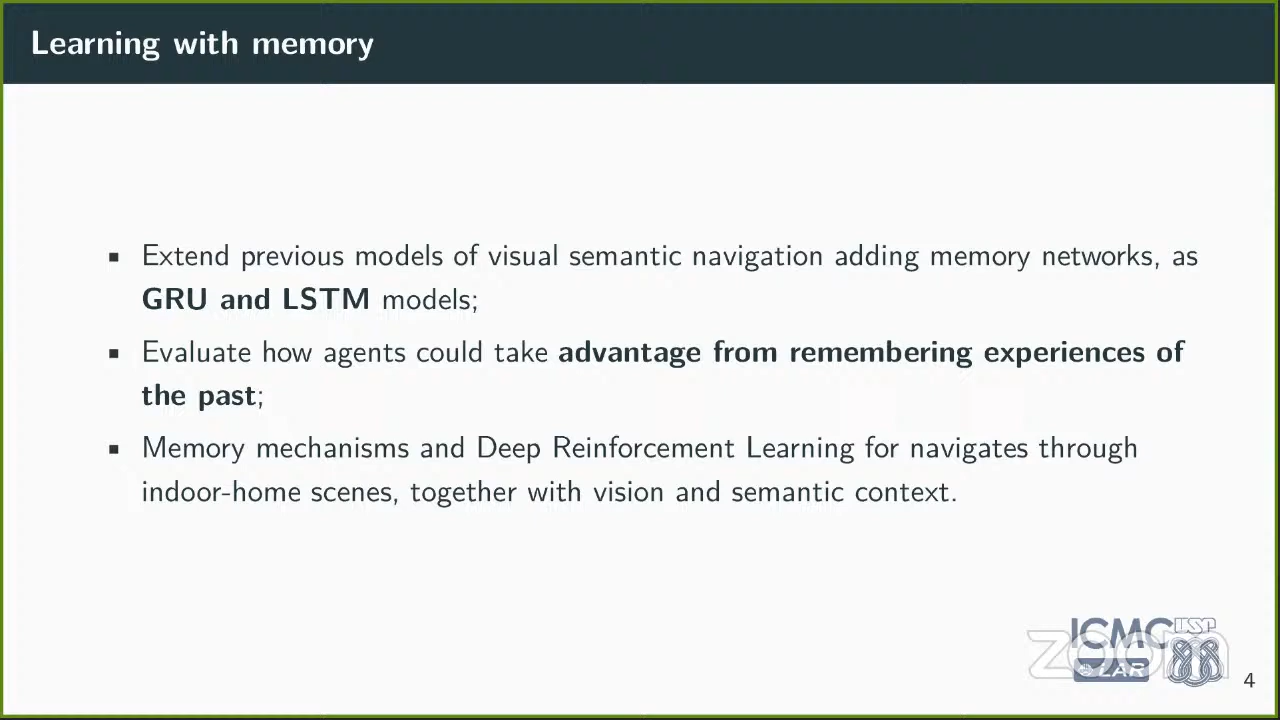 Learning with memory
▪ Extend previous models of visual semantic navigation adding memory networks, as
GRU and LSTM models;
▪ Evaluate how agents could take advantage from remembering experiences of
the past;
▪ Memory mechanisms and Deep Reinforcement Learning for navigates through
indoor-home scenes, together with vision and semantic context.
ICMC USP
zoom
LAR
4